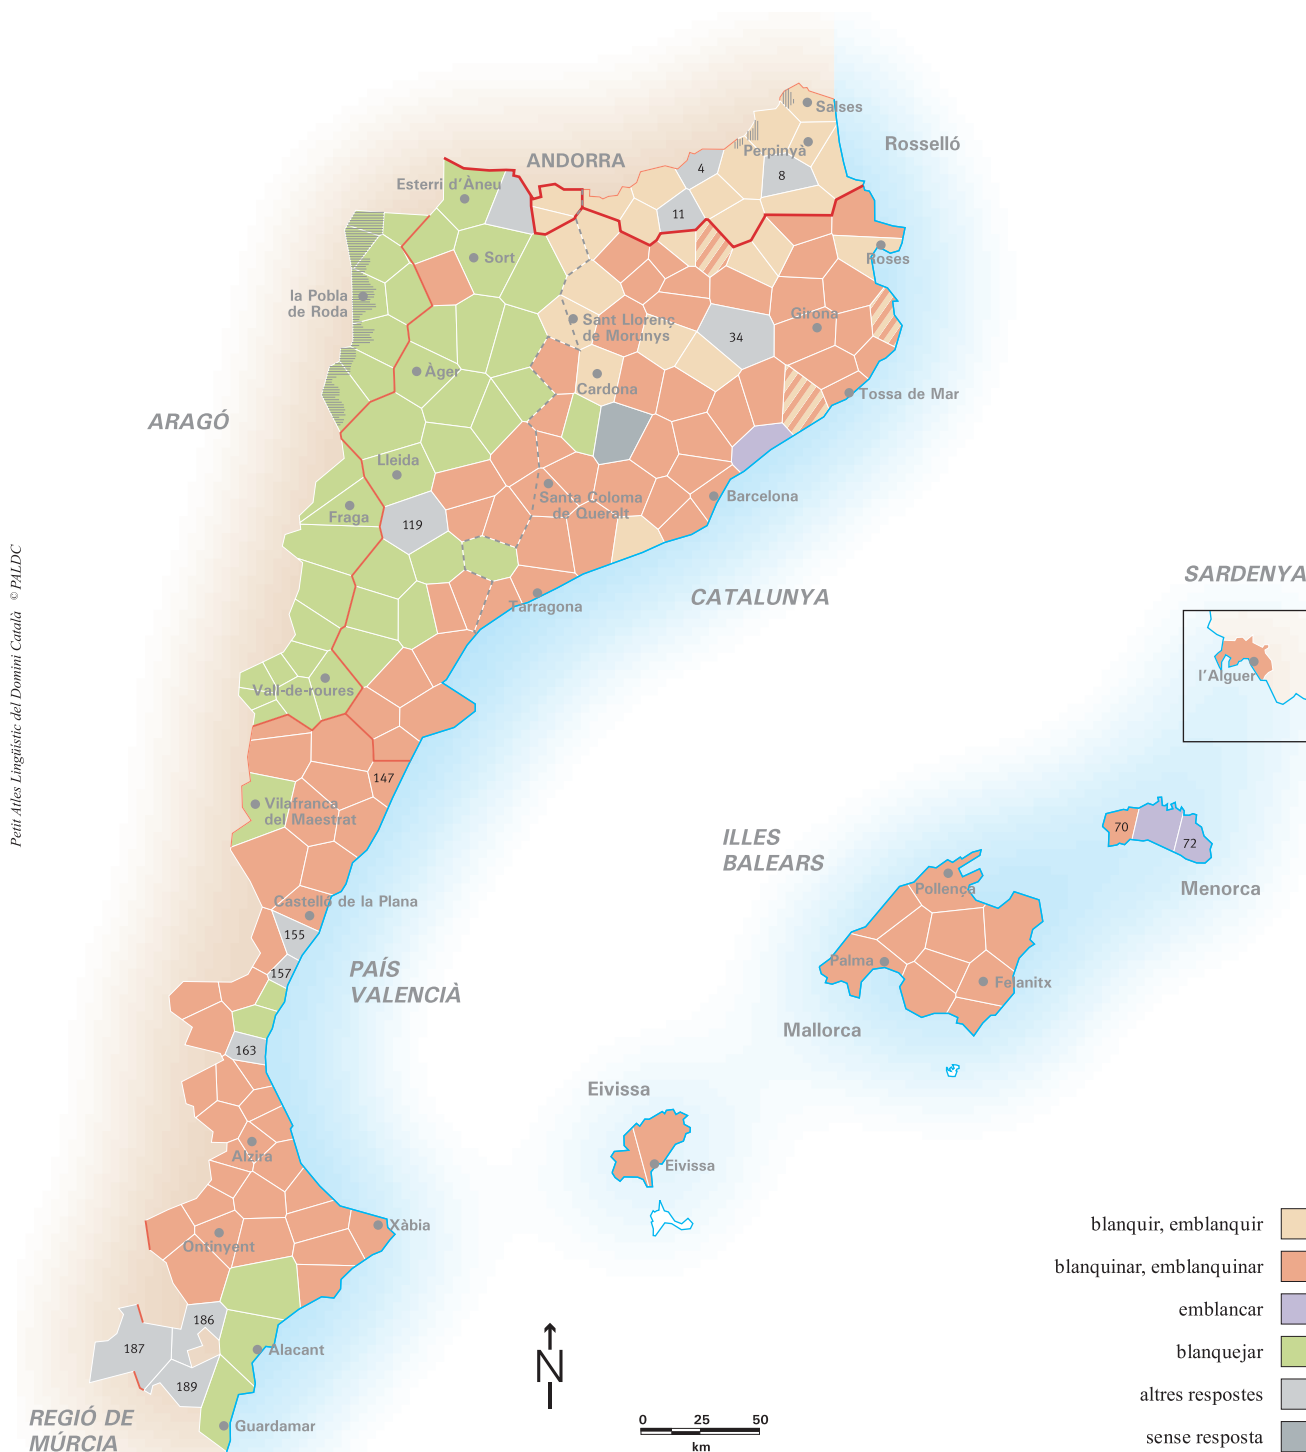 Salses
Rosselló
Perpinyà
ANDORRA
4
8
Esterri d'Àneu
11
Sort
Roses
la Pobla
de Roda
Sant Llorenç
de Morunys
Girona
34
Àger
Cardona
Tossa de Mar
ARAGÓ
Lleida
Santa Coloma
de Queralt
Barcelona
Fraga
119
SARDENYA
CATALUNYA
Tarragona
Petit Atles Lingüístic del Domini Català © PALDC
l'Alguer
Vall-de-roures
147
Vilafranca
del Maestrat
70
72
ILLES
BALEARS
Menorca
Pollença
Castelló de la Plana
155
Palma
157
PAÍS
VALENCIÀ
Felanitx
Mallorca
163
Eivissa
Alzira
Eivissa
Xàbia
Ontinyent
blanquir, emblanquir
blanquinar, emblanquinar
emblancar
blanquejar
altres respostes
sense resposta
186
187
Alacant
189
N
REGIÓ DE
MÚRCIA
Guardamar
0 25 50
km